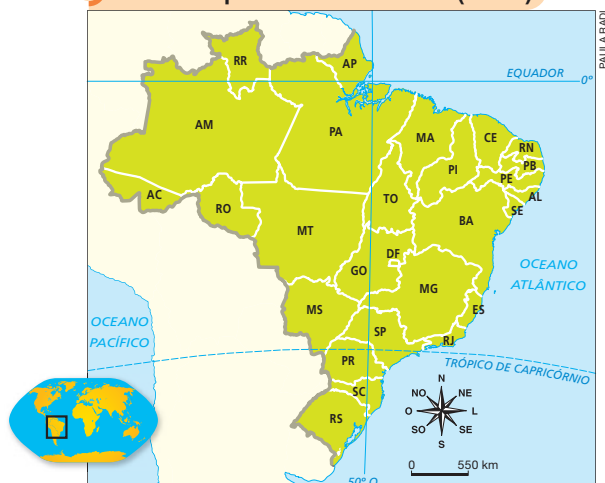 PAULA RADI
RR
AP
EQUADOR
0°
AM
PA
MA
CE
RN
PB
PI
PE
AL
AC
RO
TO
SE
BA
MT
DF
GO
OCEANO
ATLÂNTICO
MG
MS
ES
OCEANO
PACÍFICO
SP
RJ
PR
TRÓPICO DE CAPRICÓRNIO
SC
RS
N
NO
NE
O
L
SO
SE
S
0
550 km
50° O